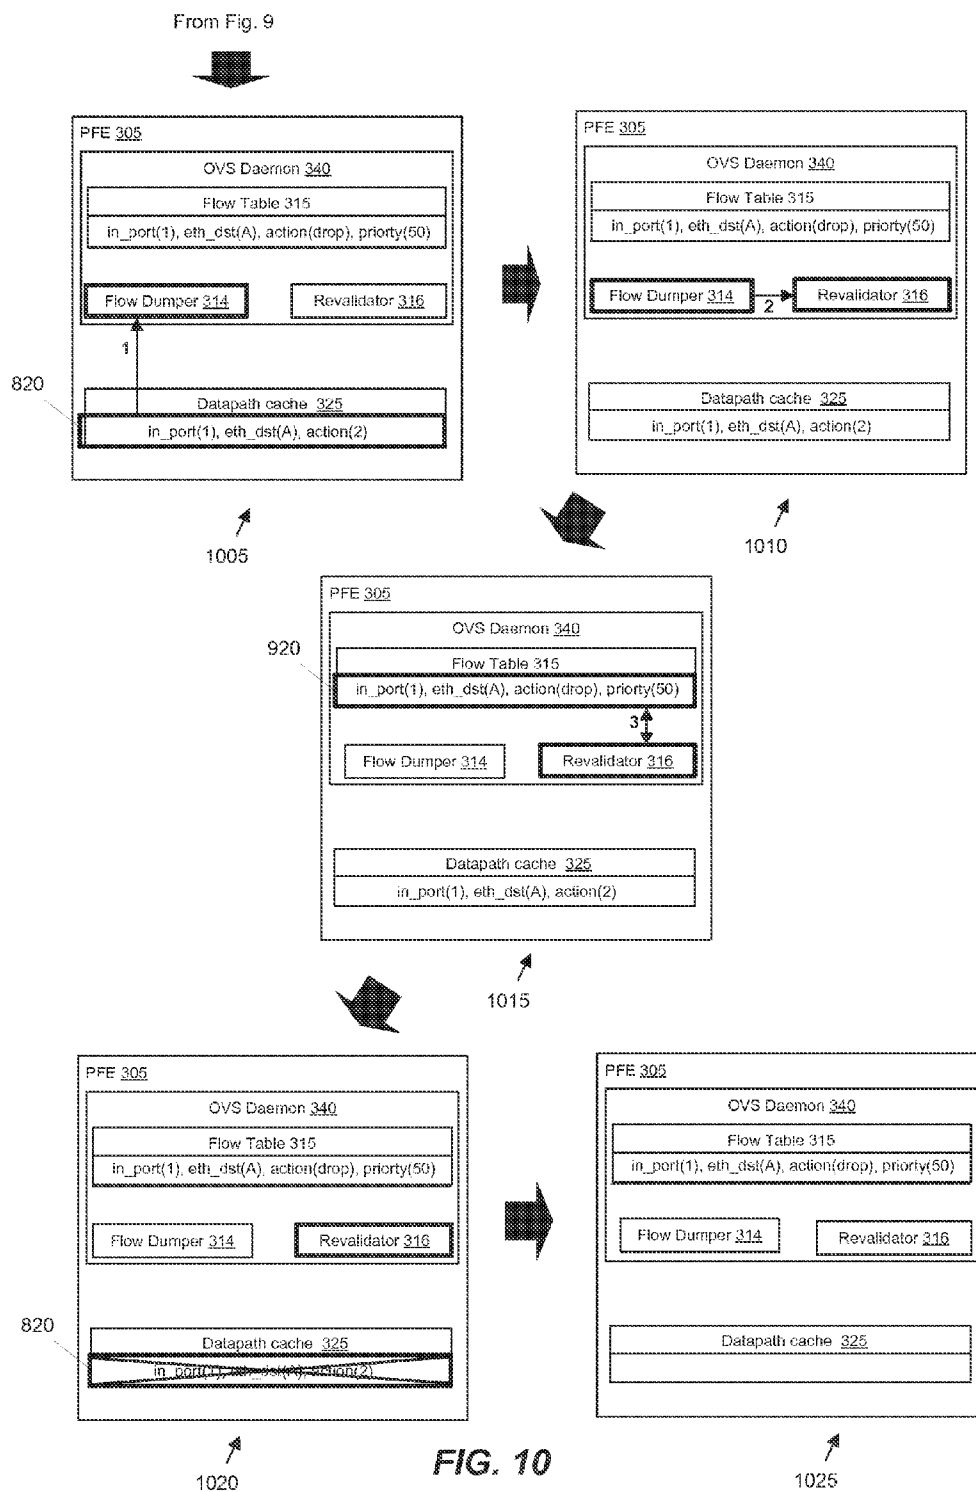 From Fig. 9
PFE 305
OVS Daemon 340
Flow Table 315
in_port(1), eth_dst(A), action(drop), priorty(50)
Flow Dumper 314
Revalidator 316
1
820
Datapath cache 325
in_port(1), eth_dst(A), action(2)
1005
PFE 305
OVS Daemon 340
Flow Table 315
in_port(1), eth_dst(A), action(drop), priorty(50)
Flow Dumper 314
2
Revalidator 316
Datapath cache 325
in_port(1), eth_dst(A), action(2)
1010
PFE 305
OVS Daemon 340
920
Flow Table 315
in_port(1), eth_dst(A), action(drop), priorty(50)
3
Flow Dumper 314
Revalidator 316
Datapath cache 325
in_port(1), eth_dst(A), action(2)
1015
PFE 305
OVS Daemon 340
Flow Table 315
in_port(1), eth_dst(A), action(drop), priority(50)
Flow Dumper 314
Revalidator 316
820
Datapath cache 325
in_port(1), eth_dst(A), action(2)
1020
PFE 305
OVS Daemon 340
Flow Table 315
in_port(1), eth_dst(A), action(drop), priority(50)
Flow Dumper 314
Revalidator 316
Datapath cache 325
1025
FIG. 10